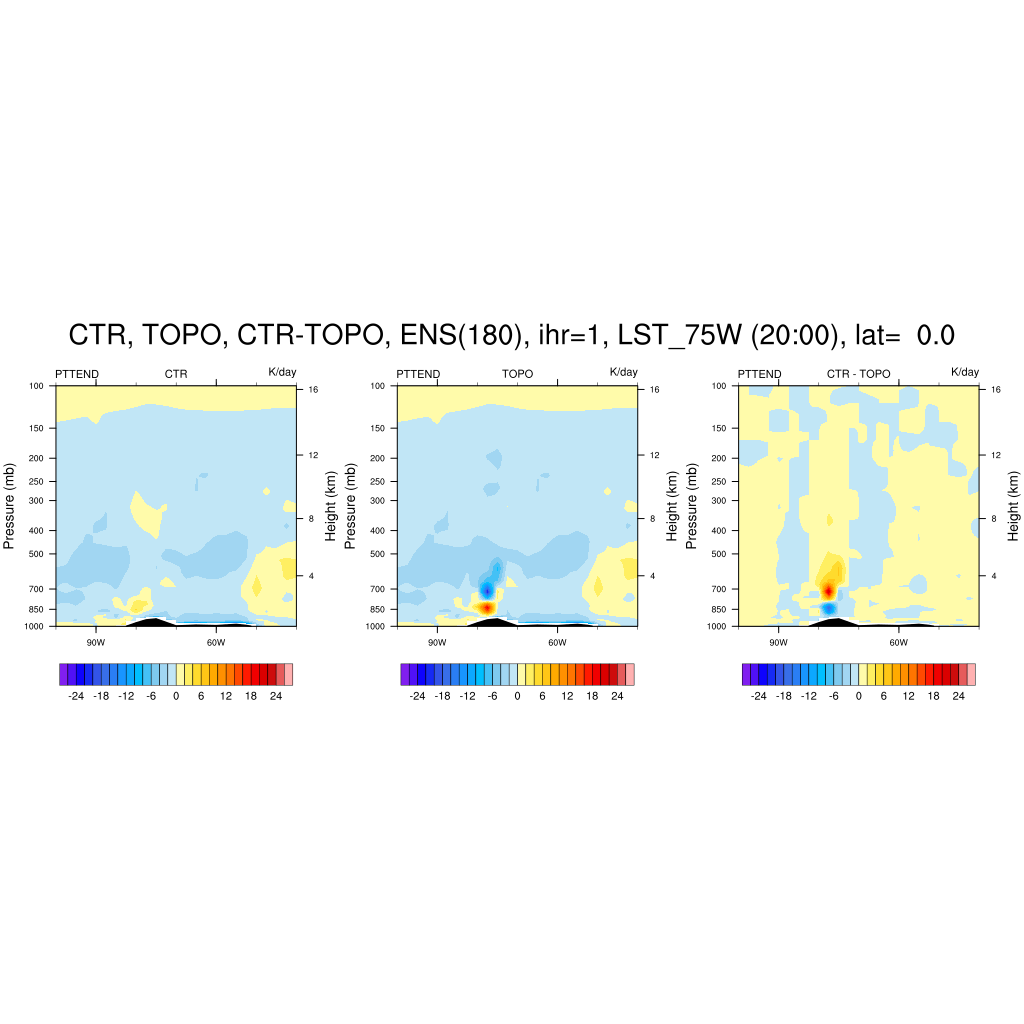 CTR, TOPO, CTR-TOPO, ENS(180), ihr=1, LST_75W (20:00), lat= 0.0
PTTEND CTR K/day
100
150
200
250
300
400
500
700
850
1000
Pressure (mb)
16
12
8
4
Height (km)
90W 60W
-24 -18 -12 -6 0 6 12 18 24
PTTEND TOPO K/day
100
150
200
250
300
400
500
700
850
1000
Pressure (mb)
16
12
8
4
Height (km)
90W 60W
-24 -18 -12 -6 0 6 12 18 24
PTTEND CTR - TOPO K/day
100
150
200
250
300
400
500
700
850
1000
Pressure (mb)
16
12
8
4
Height (km)
90W 60W
-24 -18 -12 -6 0 6 12 18 24